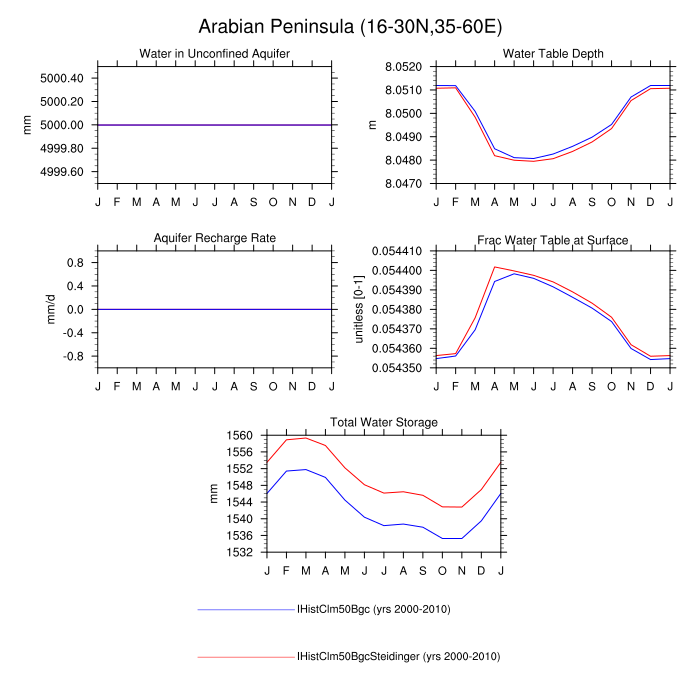 Arabian Peninsula (16-30N,35-60E)
Water in Unconfined Aquifer
5000.40
5000.20
5000.00
4999.80
4999.60
mm
J F M A M J J A S O N D J
Water Table Depth
8.0520
8.0510
8.0500
8.0490
8.0480
8.0470
m
J F M A M J J A S O N D J
Aquifer Recharge Rate
0.8
0.4
0.0
-0.4
-0.8
mm/d
J F M A M J J A S O N D J
Frac Water Table at Surface
0.054410
0.054400
0.054390
0.054380
0.054370
0.054360
0.054350
unitless [0-1]
J F M A M J J A S O N D J
Total Water Storage
1560
1556
1552
1548
1544
1540
1536
1532
mm
J F M A M J J A S O N D J
IHistClm50Bgc (yrs 2000-2010)
IHistClm50BgcSteidinger (yrs 2000-2010)